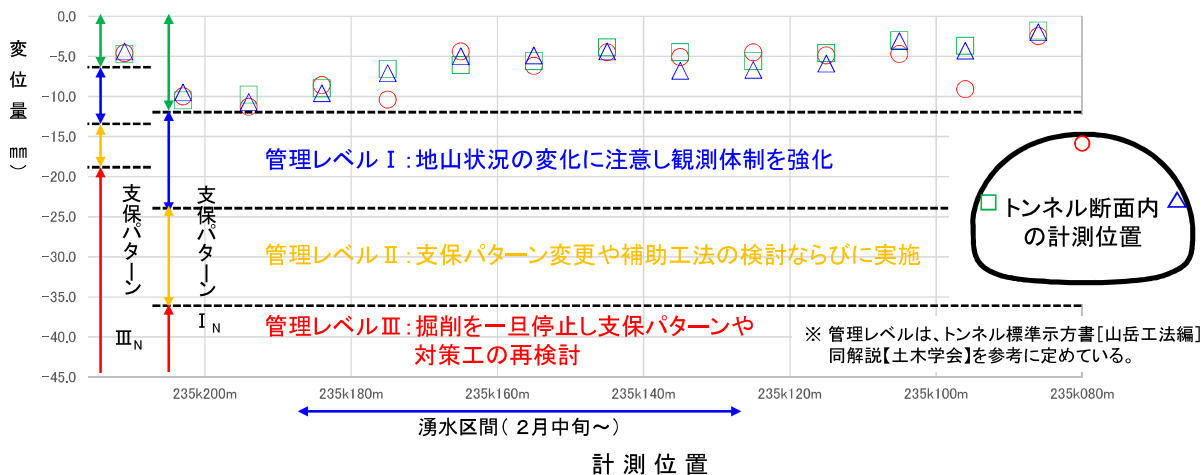 変位量 ㎜）
0.0
-5.0
-10.0
-15.0
-20.0
-25.0
-30.0
-35.0
-40.0
-45.0
支保パターン ⅢN
支保パターン ⅠN
管理レベルⅠ：地山状況の変化に注意し観測体制を強化
管理レベルⅡ：支保パターン変更や補助工法の検討ならびに実施
管理レベルⅢ：掘削を一旦停止し支保パターンや
対策工の再検討
トンネル断面内
の計測位置
※ 管理レベルは、トンネル標準示方書[山岳工法編]
同解説【土木学会】を参考に定めている。
235k200m 235k180m 235k160m 235k140m 235k120m 235k100m 235k080m
湧水区間（ 2月中旬～）
計測位置